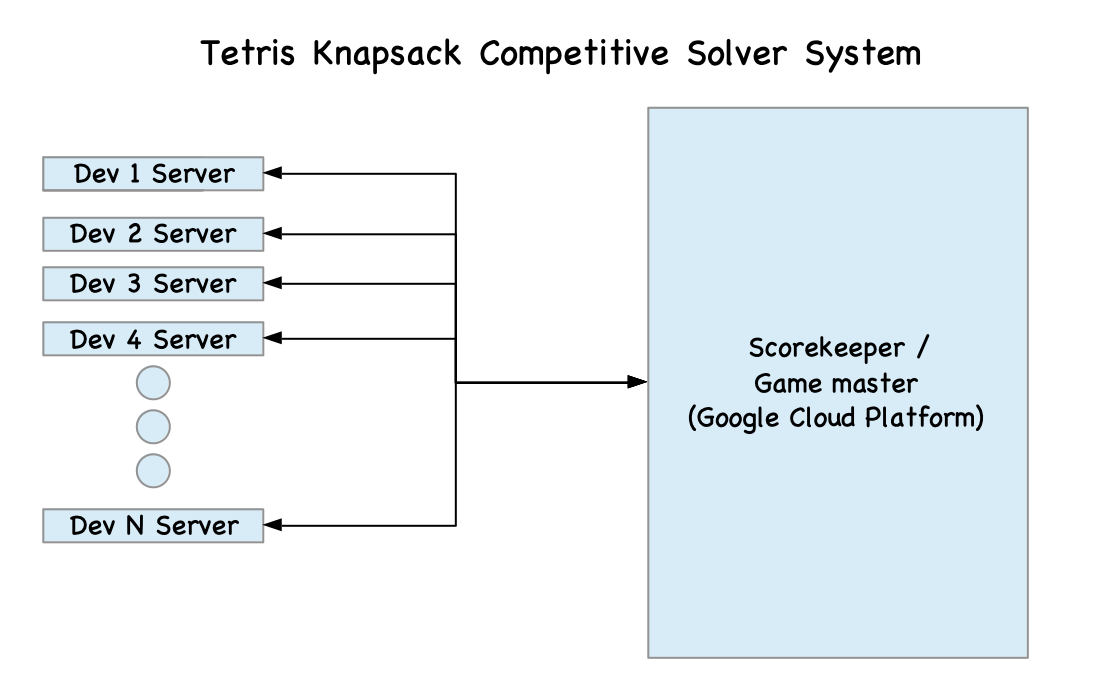 Tetris Knapsack Competitive Solver System
Dev 1 Server
Dev 2 Server
Dev 3 Server
Dev 4 Server
Dev N Server
Scorekeeper /
Game master
(Google Cloud Platform)